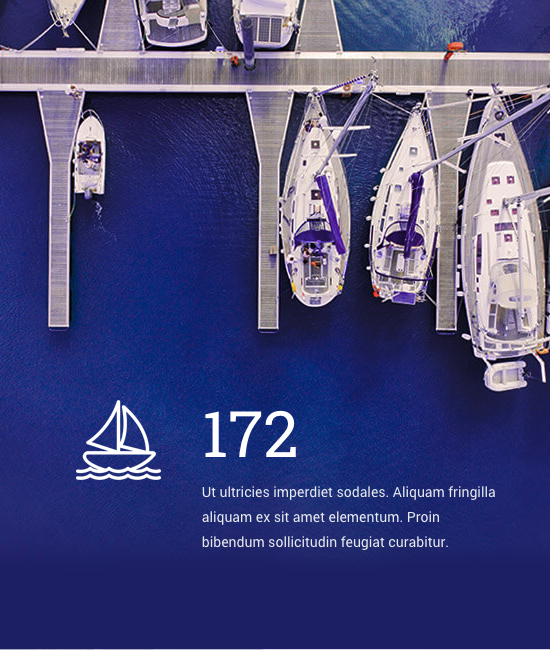 172
Ut ultricies imperdiet sodales. Aliquam fringilla
aliquam ex sit amet elementum. Proin
bibendum sollicitudin feugiat curabitur.